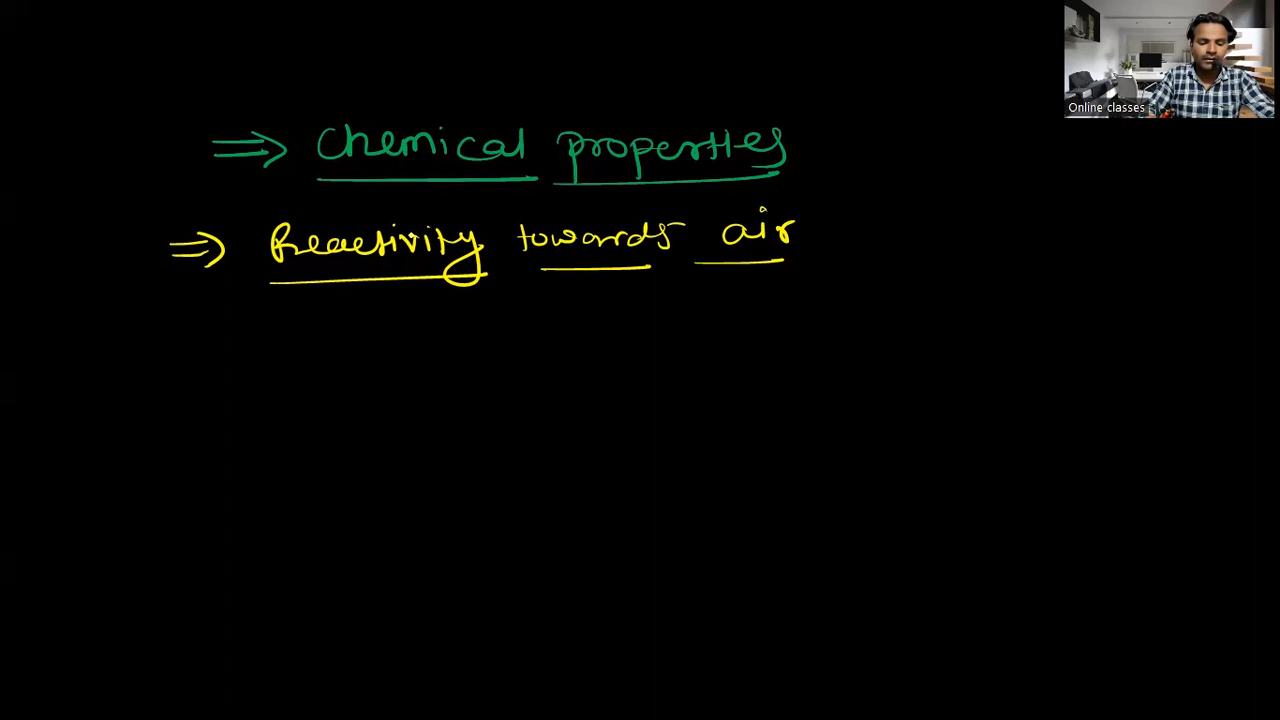 Online classes
⇒ Chemical properties
⇒ Reactivity towards air